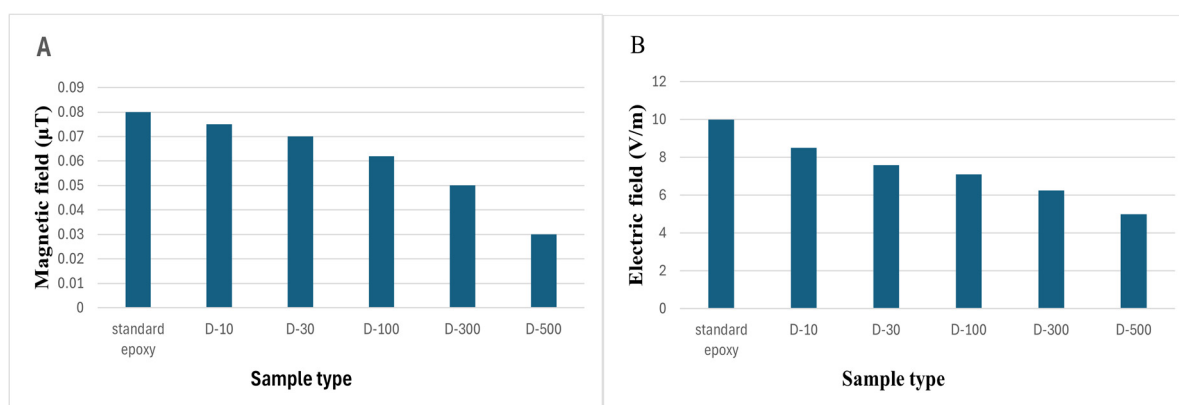 A
Magnetic field (µT)
0.09
0.08
0.07
0.06
0.05
0.04
0.03
0.02
0.01
0
standard
epoxy
D-10
D-30
D-100
D-300
D-500
Sample type
B
Electric field (V/m)
12
10
8
6
4
2
0
standard
epoxy
D-10
D-30
D-100
D-300
D-500
Sample type